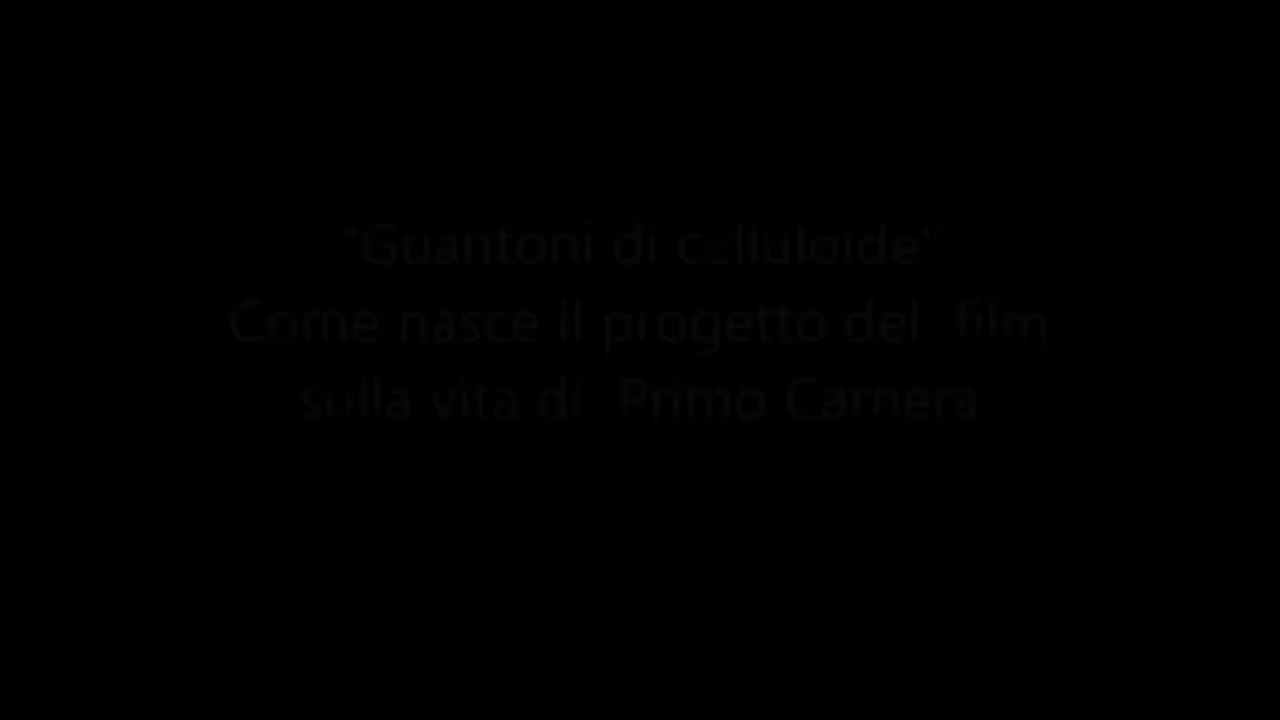 "Guantoni di celluloide"
Come nasce il progetto del film
sulla vita di Primo Carnera